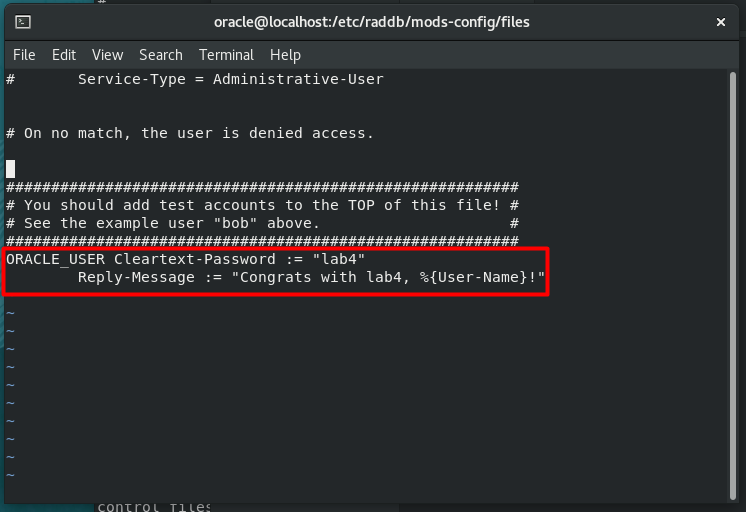 #
oracle@localhost:/etc/raddb/mods-config/files
File Edit View Search Terminal Help
#       Service-Type = Administrative-User
# On no match, the user is denied access.
#########################################################
# You should add test accounts to the TOP of this file! #
# See the example user "bob" above.                     #
#########################################################
ORACLE_USER Cleartext-Password := "lab4"
        Reply-Message := "Congrats with lab4, %{User-Name}!"
~
~
~
~
~
~
~
~
~
~
control files